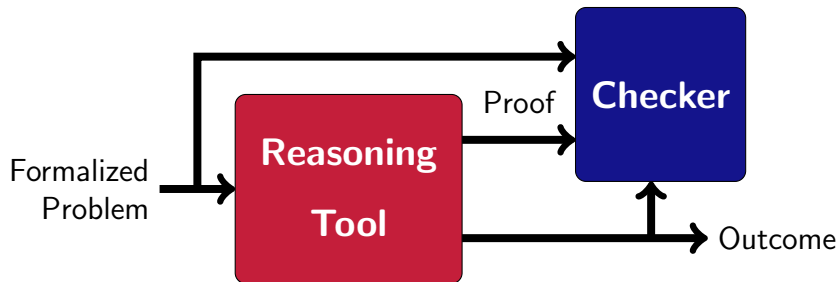 Formalized
Problem
Reasoning
Tool
Proof
Checker
Outcome